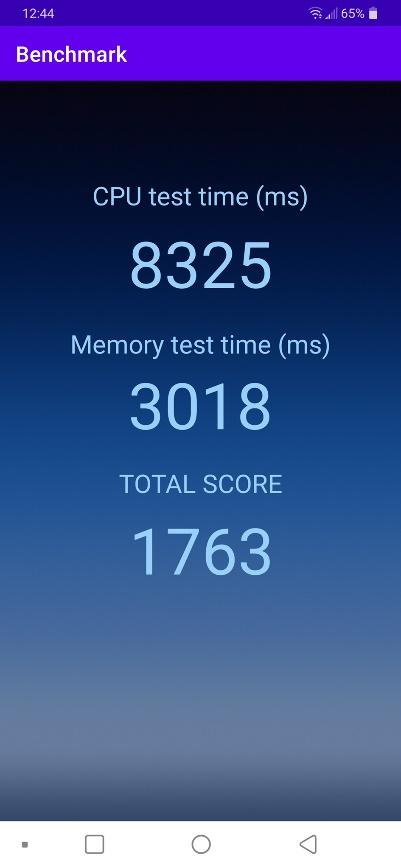 12:44 65%
Benchmark
CPU test time (ms)
8325
Memory test time (ms)
3018
TOTAL SCORE
1763